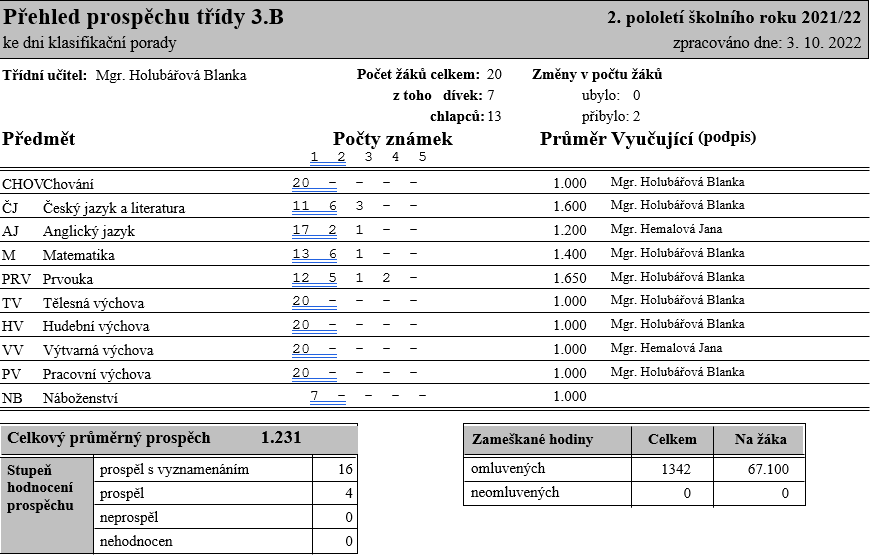 Přehled prospěchu třídy 3.B 2. pololetí školního roku 2021/22
ke dni klasifikační porady zpracováno dne: 3. 10. 2022
Třídní učitel: Mgr. Holubářová Blanka Počet žáků celkem: 20 Změny v počtu žáků
z toho dívek: 7 ubylo: 0
chlapců: 13 přibylo: 2
Předmět Počty známek Průměr Vyučující (podpis)
1 2 3 4 5
CHOVChování 20 - - - - 1.000 Mgr. Holubářová Blanka
ČJ Český jazyk a literatura 11 6 3 - - 1.600 Mgr. Holubářová Blanka
AJ Anglický jazyk 17 2 1 - - 1.200 Mgr. Hemalová Jana
M Matematika 13 6 1 - - 1.400 Mgr. Holubářová Blanka
PRV Prvouka 12 5 1 2 - 1.650 Mgr. Holubářová Blanka
TV Tělesná výchova 20 - - - - 1.000 Mgr. Holubářová Blanka
HV Hudební výchova 20 - - - - 1.000 Mgr. Holubářová Blanka
VV Výtvarná výchova 20 - - - - 1.000 Mgr. Hemalová Jana
PV Pracovní výchova 20 - - - - 1.000 Mgr. Holubářová Blanka
NB Náboženství 7 - - - - 1.000
Celkový průměrný prospěch 1.231
Stupeň hodnocení prospěchu
prospěl s vyznamenáním 16
prospěl 4
neprospěl 0
nehodnocen 0
Zameškané hodiny Celkem Na žáka
omluvených 1342 67.100
neomluvených 0 0